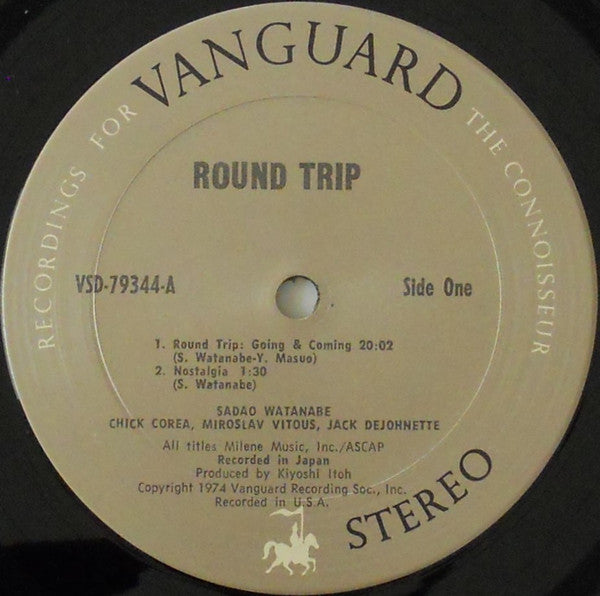 RECORDINGS FOR VANGUARD THE CONNOISSEUR
ROUND TRIP
VSD-79344-A
Side One
1. Round Trip: Going & Coming 20:02
(S. Watanabe-Y. Masuo)
2. Nostalgia 1:30
(S. Watanabe)
SADAO WATANABE
CHICK COREA, MIROSLAV VITOUS, JACK DEJOHNETTE
All titles Milene Music, Inc./ASCAP
Recorded in Japan
Produced by Kiyoshi Itoh
Copyright 1974 Vanguard Recording Soc., Inc.
Recorded in U.S.A.
STEREO